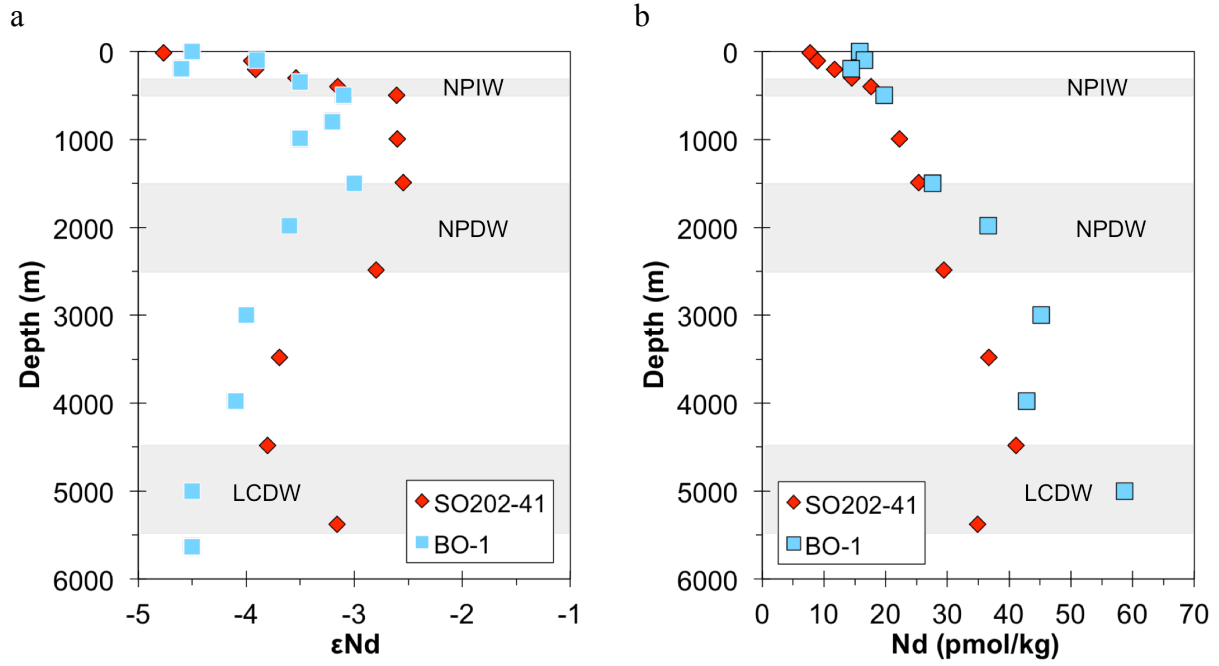 a
0
1000
2000
3000
4000
5000
6000
Depth (m)
NPIW
NPDW
LCDW
SO202-41
BO-1
-5 -4 -3 -2 -1
εNd
b
0
1000
2000
3000
4000
5000
6000
Depth (m)
NPIW
NPDW
LCDW
SO202-41
BO-1
0 10 20 30 40 50 60 70
Nd (pmol/kg)